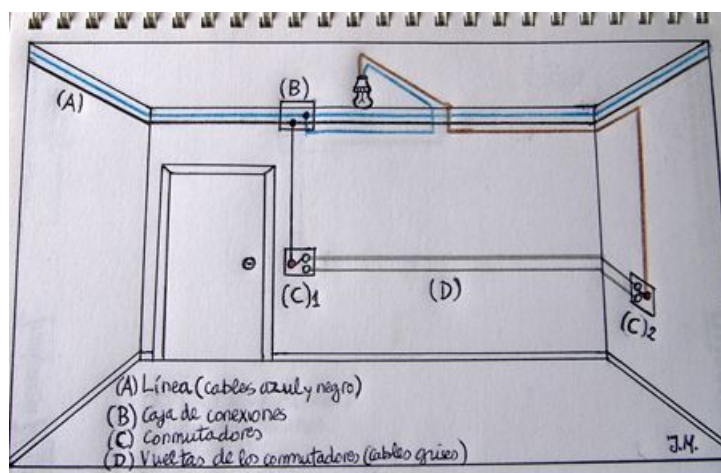 (B)
(A)
(C)1
(D)
(C)2
(A) Línea (cables azul y negro)
(B) Caja de conexiones
(C) Conmutadores
(D) Vueltas de los conmutadores (cables grises)
J.M.